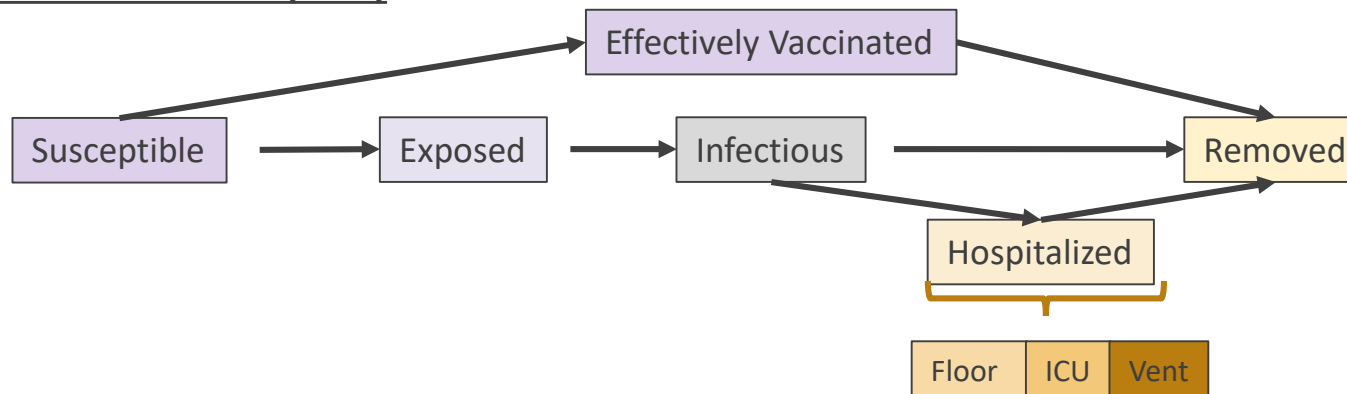 Effectively Vaccinated
Susceptible
Exposed
Infectious
Removed
Hospitalized
Floor
ICU
Vent